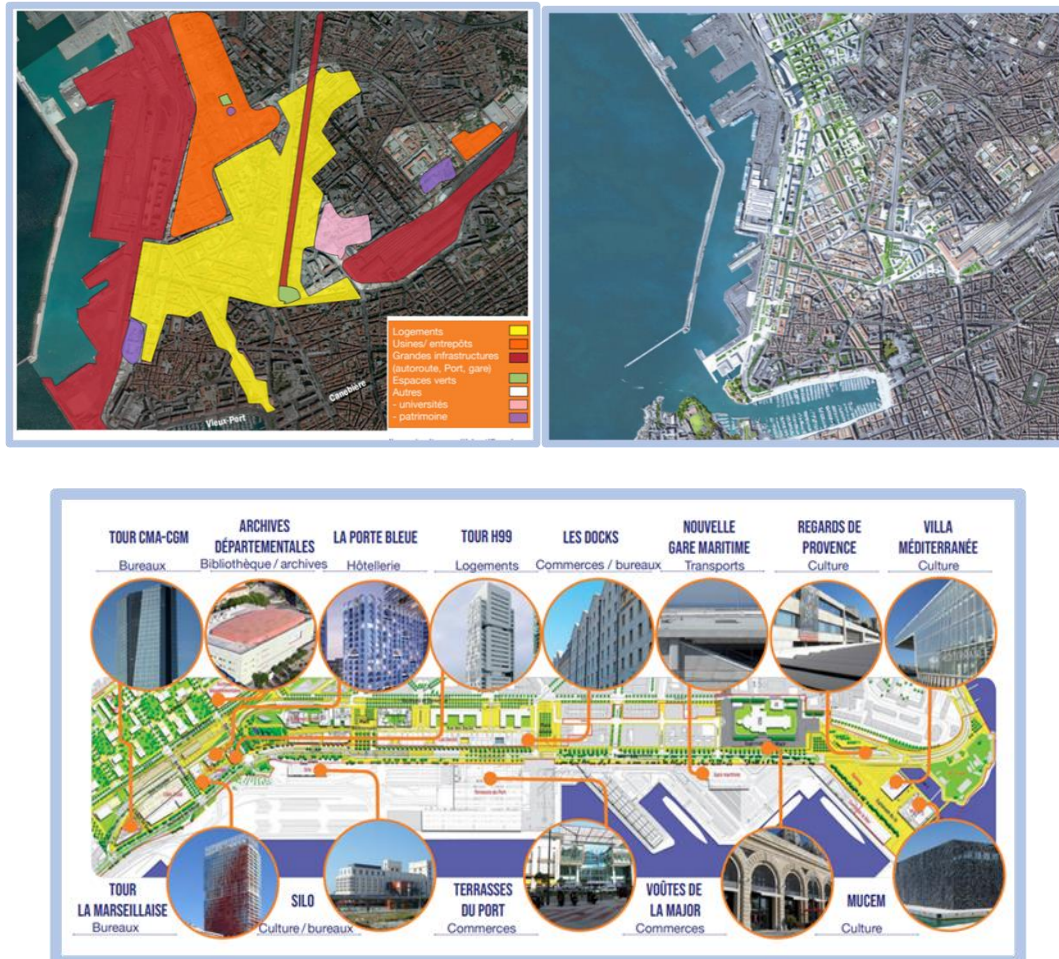 Logements
Usines/ entrepôts
Grandes infrastructures
(autoroute, Port, gare)
Espaces verts
Autres
- universités
- patrimoine
Canebière
Vieux-Port
TOUR CMA-CGM
Bureaux
ARCHIVES
DÉPARTEMENTALES
Bibliothèque / archives
LA PORTE BLEUE
Hôtellerie
TOUR H99
Logements
LES DOCKS
Commerces / bureaux
NOUVELLE
GARE MARITIME
Transports
REGARDS DE
PROVENCE
Culture
VILLA
MÉDITERRANÉE
Culture
TOUR
LA MARSEILLAISE
Bureaux
SILO
Culture / bureaux
TERRASSES
DU PORT
Commerces
VOÛTES DE
LA MAJOR
Commerces
MUCEM
Culture